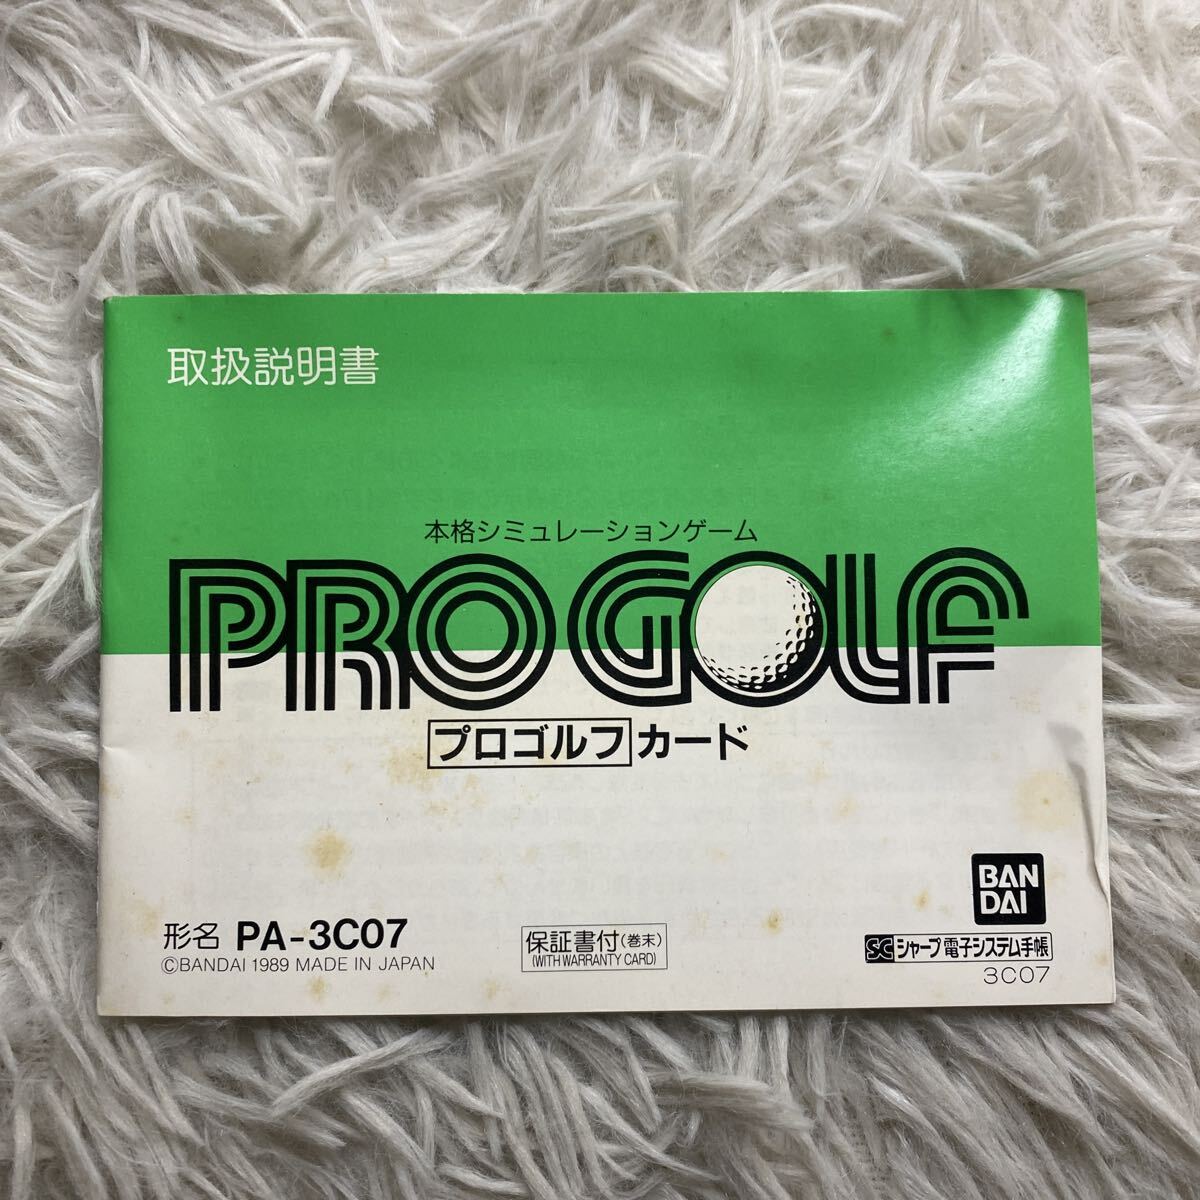 取扱説明書
本格シミュレーションゲーム
PRO GOLF
プロゴルフ カード
BAN
DAI
形名 PA-3C07
©BANDAI 1989 MADE IN JAPAN
保証書付(巻末)
(WITH WARRANTY CARD)
SC シャープ電子システム手帳
3C07